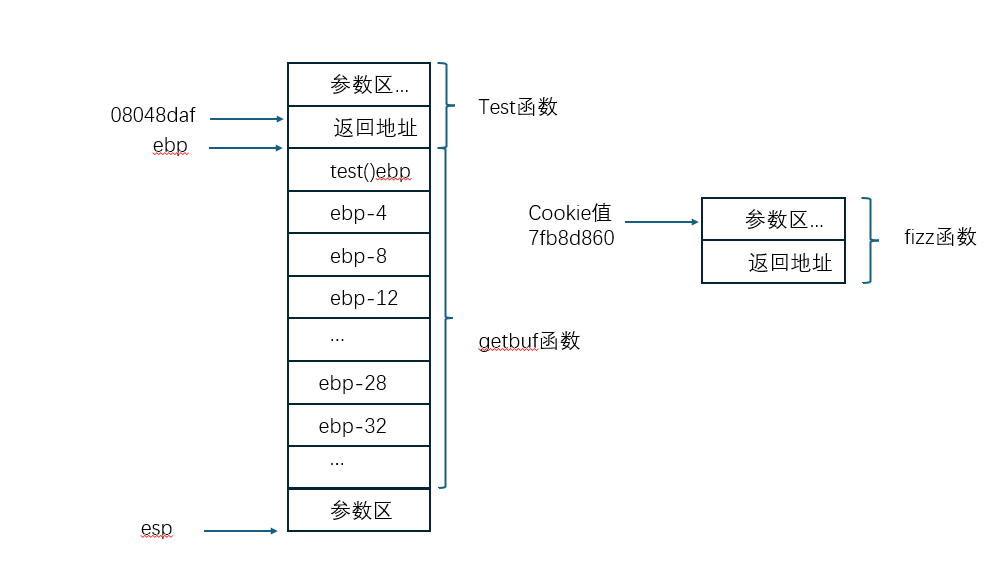 参数区...
08048daf
返回地址
Test函数
ebp
test()ebp
ebp-4
ebp-8
ebp-12
...
ebp-28
ebp-32
...
参数区
getbuf函数
esp
Cookie值
7fb8d860
参数区...
返回地址
fizz函数